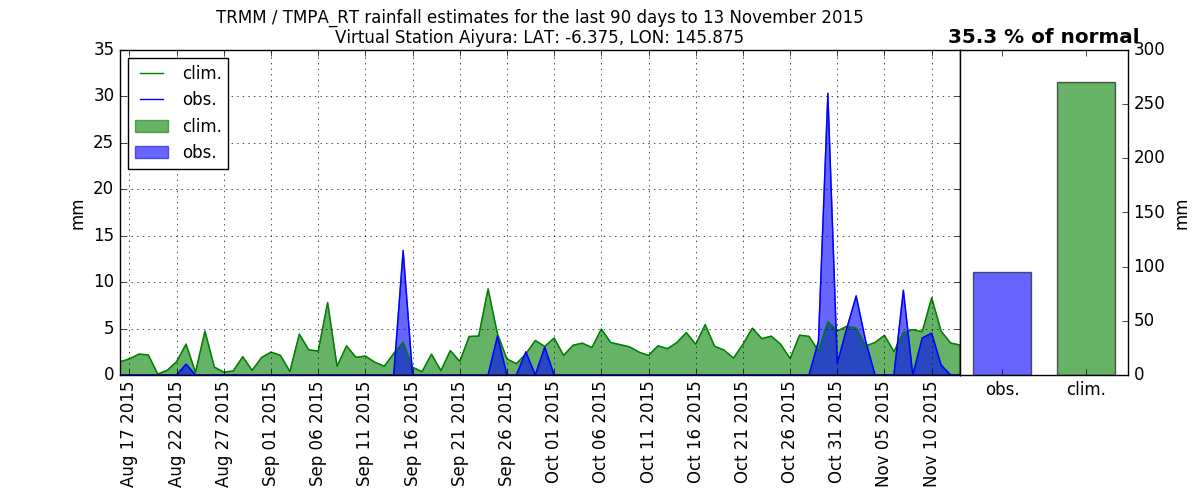 TRMM / TMPA_RT rainfall estimates for the last 90 days to 13 November 2015
Virtual Station Aiyura: LAT: -6.375, LON: 145.875
35.3 % of normal
35
30
25
20
15
10
5
0
mm
clim.
obs.
clim.
obs.
Aug 17 2015
Aug 22 2015
Aug 27 2015
Sep 01 2015
Sep 06 2015
Sep 11 2015
Sep 16 2015
Sep 21 2015
Sep 26 2015
Oct 01 2015
Oct 06 2015
Oct 11 2015
Oct 16 2015
Oct 21 2015
Oct 26 2015
Oct 31 2015
Nov 05 2015
Nov 10 2015
obs.
clim.
300
250
200
150
100
50
0
mm